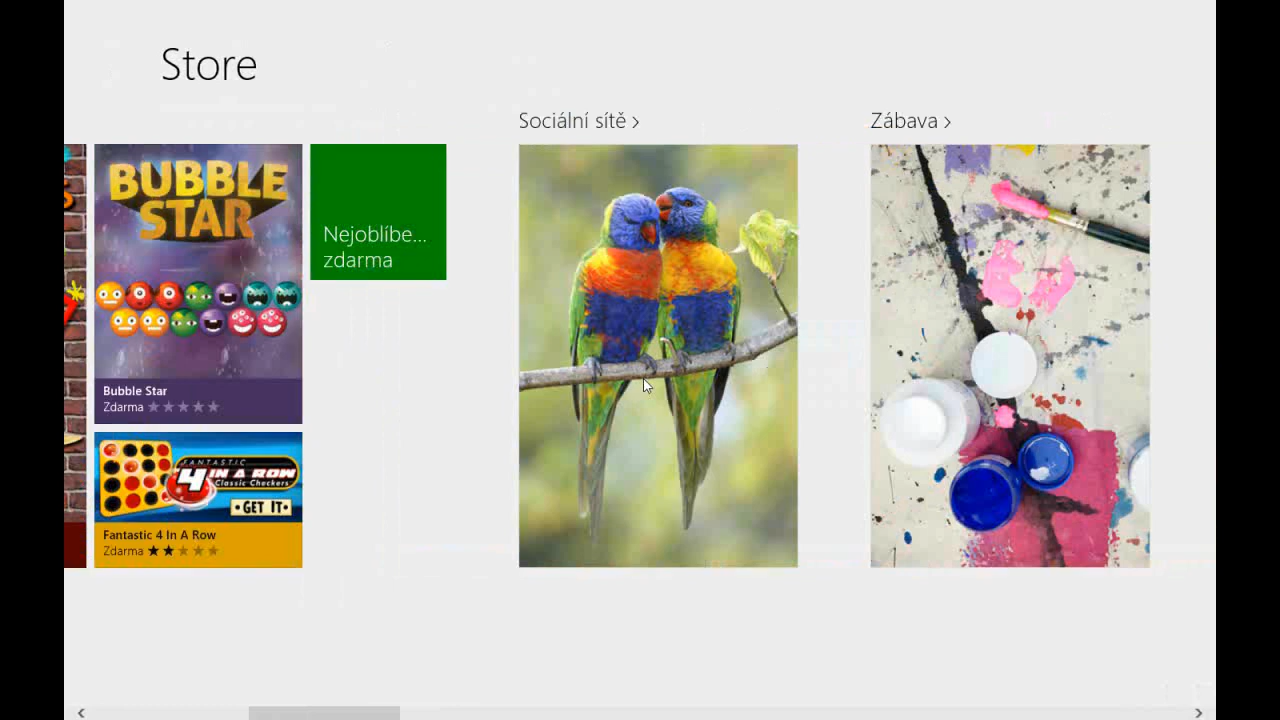 Store
Sociální sítě ›
Zábava ›
BUBBLE
STAR
Bubble Star
Zdarma
Nejoblíbe...
zdarma
FANTASTIC
4 IN A ROW
Classic Checkers
•GET IT•
Fantastic 4 In A Row
Zdarma